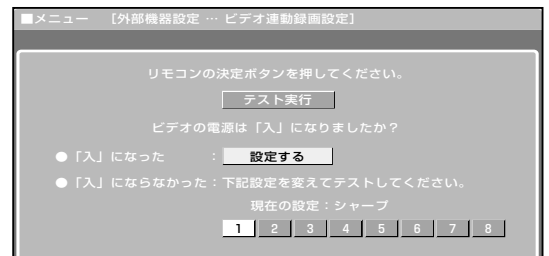 ■メニュー　[外部機器設定 … ビデオ連動録画設定]
リモコンの決定ボタンを押してください。
テスト実行
ビデオの電源は「入」になりましたか？
●「入」になった　　　：設定する
●「入」にならなかった：下記設定を変えてテストしてください。
現在の設定：シャープ
1 2 3 4 5 6 7 8